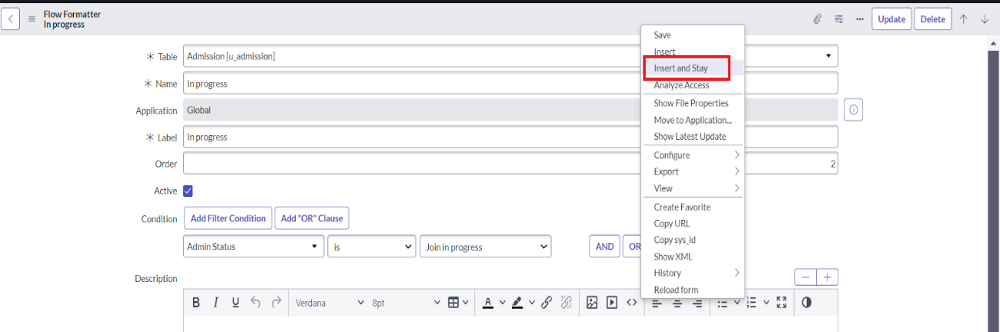 Flow Formatter
In progress
Update
Delete
Table
Admission [u_admission]
Name
In progress
Application
Global
Label
In progress
Order
2
Active
Condition
Add Filter Condition
Add "OR" Clause
Admin Status
is
Join in progress
AND
OR
Description
B I U
Verdana
8pt
A
Save
Insert
Insert and Stay
Analyze Access
Show File Properties
Move to Application...
Show Latest Update
Configure
Export
View
Create Favorite
Copy URL
Copy sys_id
Show XML
History
Reload form